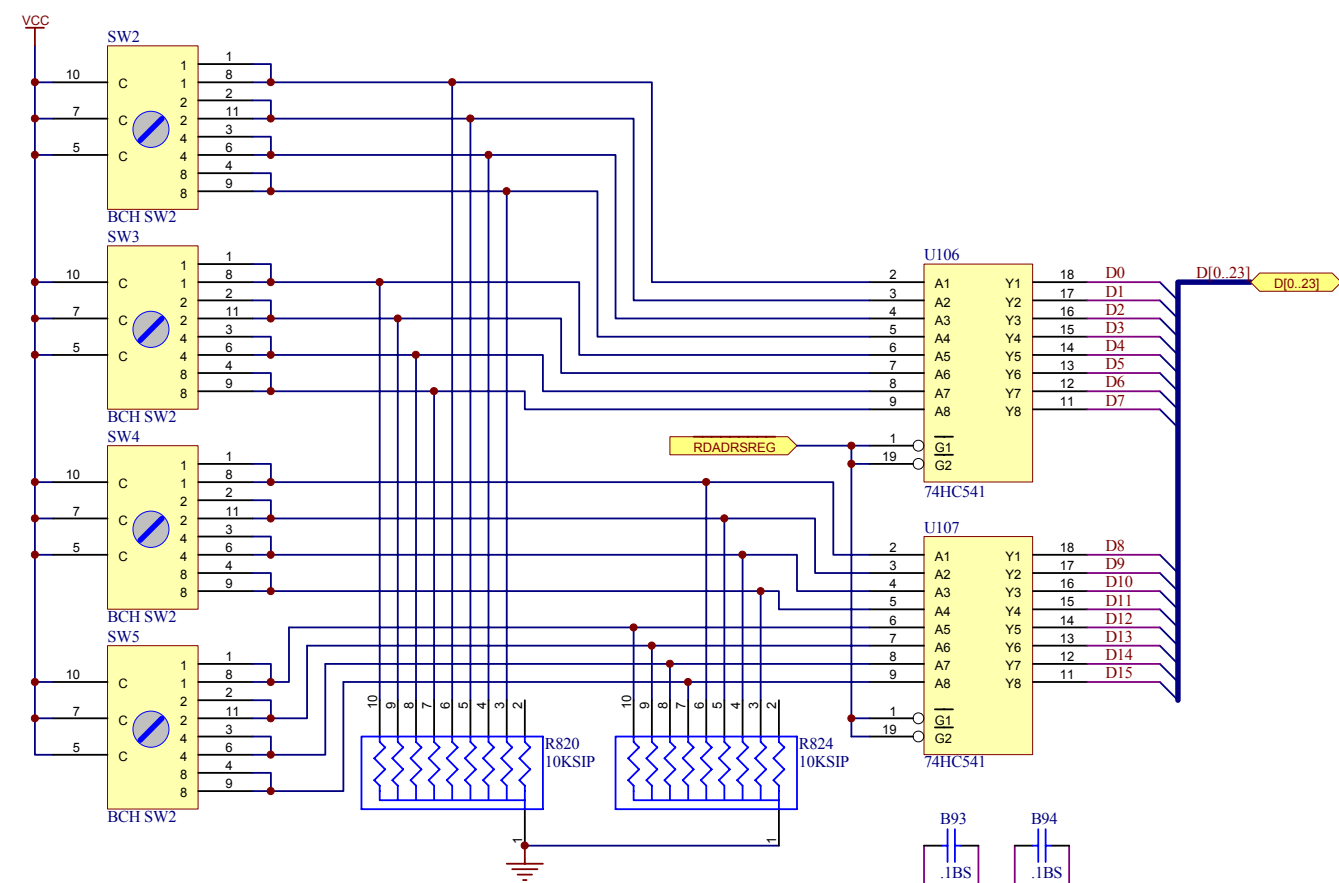 VCC
SW2
10 C 1 1
1 8
7 C 2 2
2 11
5 C 4 3
4 6
8 4
8 9
BCH SW2
SW3
10 C 1 1
1 8
7 C 2 2
2 11
5 C 4 3
4 6
8 4
8 9
BCH SW2
SW4
10 C 1 1
1 8
7 C 2 2
2 11
5 C 4 3
4 6
8 4
8 9
BCH SW2
SW5
10 C 1 1
1 8
7 C 2 2
2 11
5 C 4 3
4 6
8 4
8 9
BCH SW2
10 9 8 7 6 5 4 3 2
R820
10KSIP
1
10 9 8 7 6 5 4 3 2
R824
10KSIP
1
RDADRSREG
U106
2 A1 Y1 18 D0
3 A2 Y2 17 D1
4 A3 Y3 16 D2
5 A4 Y4 15 D3
6 A5 Y5 14 D4
7 A6 Y6 13 D5
8 A7 Y7 12 D6
9 A8 Y8 11 D7
1 G1
19 G2
74HC541
D[0..23]
D[0..23]
U107
2 A1 Y1 18 D8
3 A2 Y2 17 D9
4 A3 Y3 16 D10
5 A4 Y4 15 D11
6 A5 Y5 14 D12
7 A6 Y6 13 D13
8 A7 Y7 12 D14
9 A8 Y8 11 D15
1 G1
19 G2
74HC541
B93
.1BS
B94
.1BS